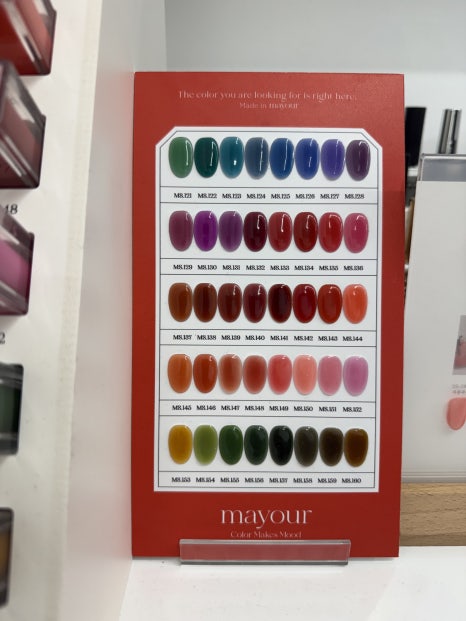 The color you are looking for is right here.
Made in mayour
MS.121 MS.122 MS.123 MS.124 MS.125 MS.126 MS.127 MS.128
MS.129 MS.130 MS.131 MS.132 MS.133 MS.134 MS.135 MS.136
MS.137 MS.138 MS.139 MS.140 MS.141 MS.142 MS.143 MS.144
MS.145 MS.146 MS.147 MS.148 MS.149 MS.150 MS.151 MS.152
MS.153 MS.154 MS.155 MS.156 MS.157 MS.158 MS.159 MS.160
mayour
Color Makes Mood